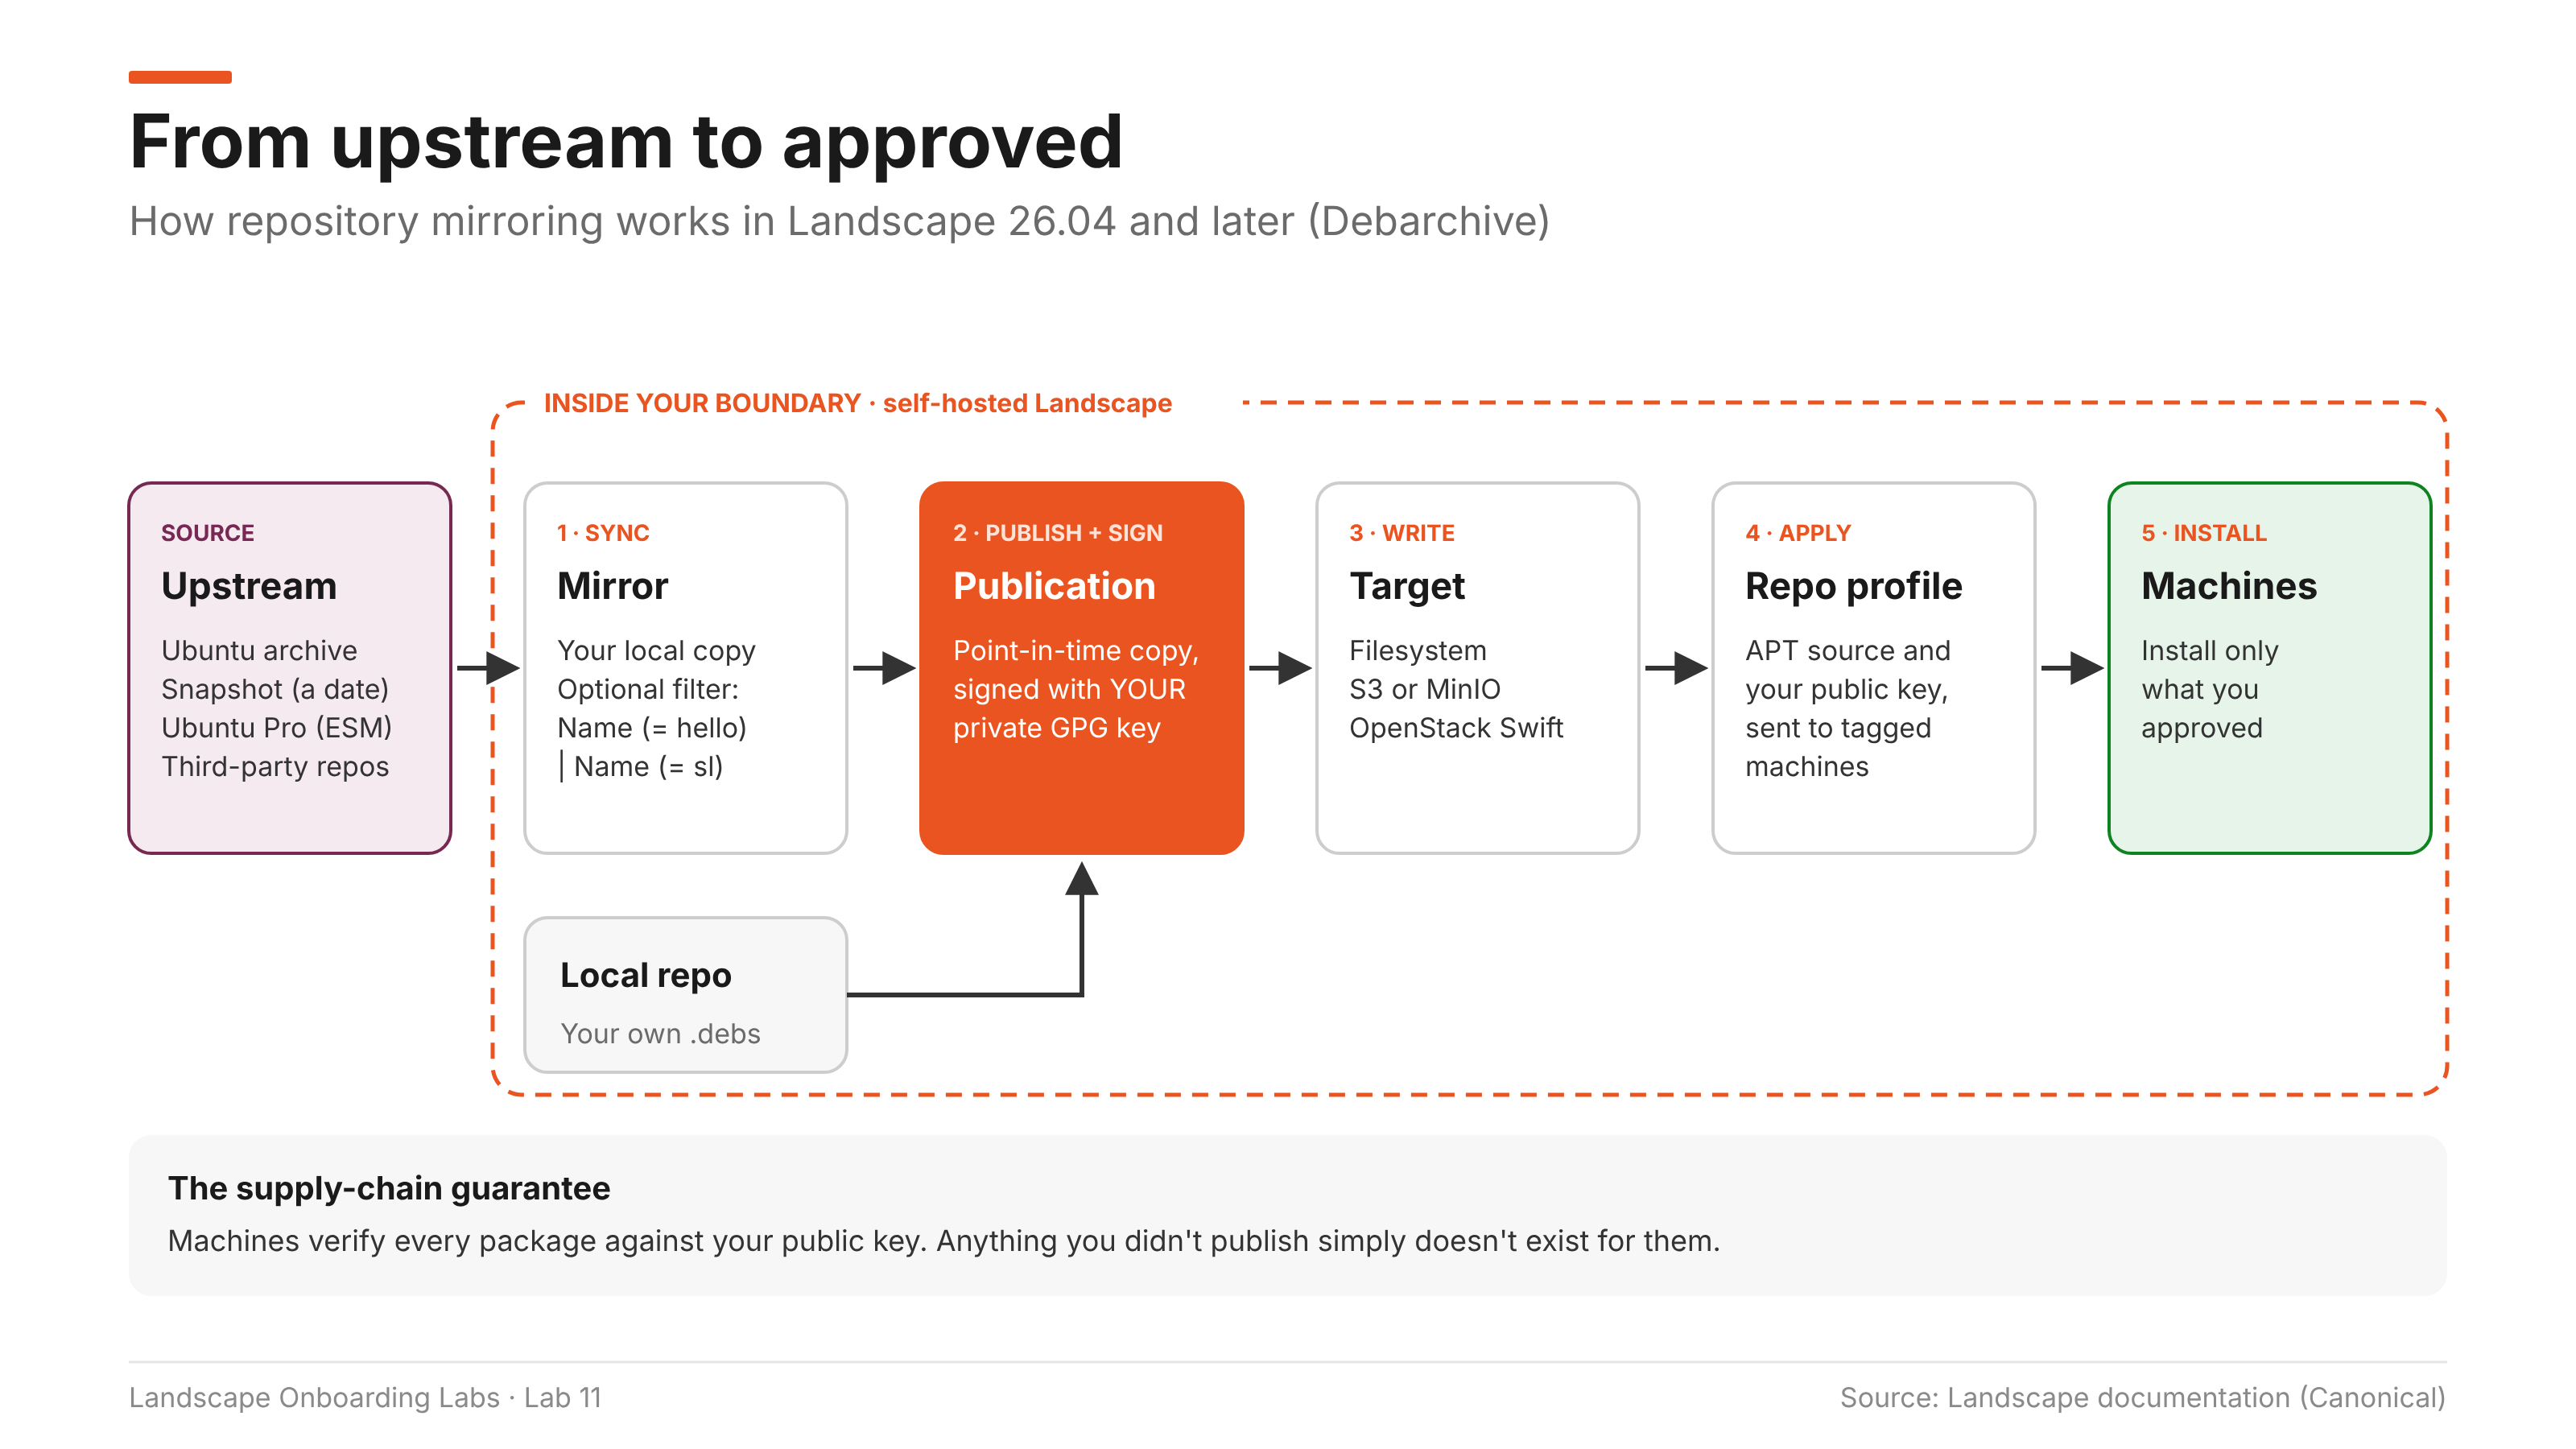 From upstream to approved
How repository mirroring works in Landscape 26.04 and later (Debarchive)
INSIDE YOUR BOUNDARY · self-hosted Landscape
SOURCE
Upstream
Ubuntu archive
Snapshot (a date)
Ubuntu Pro (ESM)
Third-party repos
1 · SYNC
Mirror
Your local copy
Optional filter:
Name (= hello)
| Name (= sl)
2 · PUBLISH + SIGN
Publication
Point-in-time copy,
signed with YOUR
private GPG key
3 · WRITE
Target
Filesystem
S3 or MinIO
OpenStack Swift
4 · APPLY
Repo profile
APT source and
your public key,
sent to tagged
machines
5 · INSTALL
Machines
Install only
what you
approved
Local repo
Your own .debs
The supply-chain guarantee
Machines verify every package against your public key. Anything you didn't publish simply doesn't exist for them.
Landscape Onboarding Labs · Lab 11
Source: Landscape documentation (Canonical)